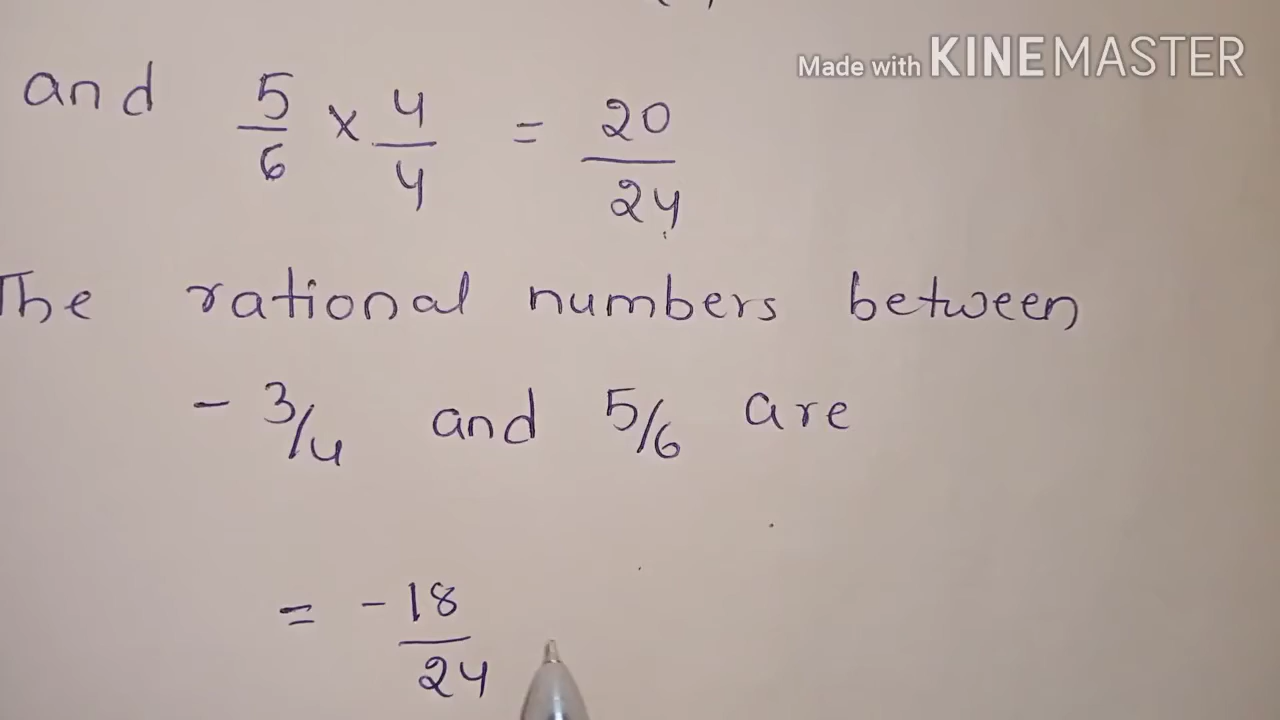 Made with KINEMASTER
and 5/6 × 4/4 = 20/24
The rational numbers between
- 3/4 and 5/6 are
= -18/24